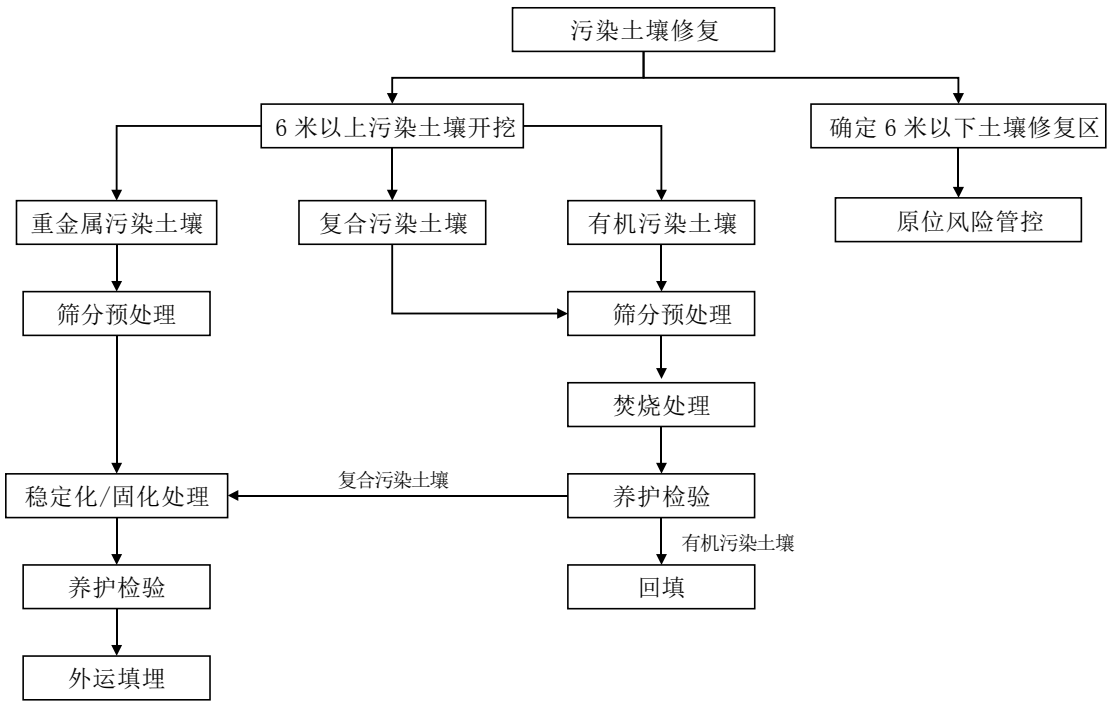 污染土壤修复
6米以上污染土壤开挖
确定6米以下土壤修复区
重金属污染土壤
复合污染土壤
有机污染土壤
原位风险管控
筛分预处理
筛分预处理
焚烧处理
稳定化/固化处理
复合污染土壤
养护检验
有机污染土壤
养护检验
回填
外运填埋